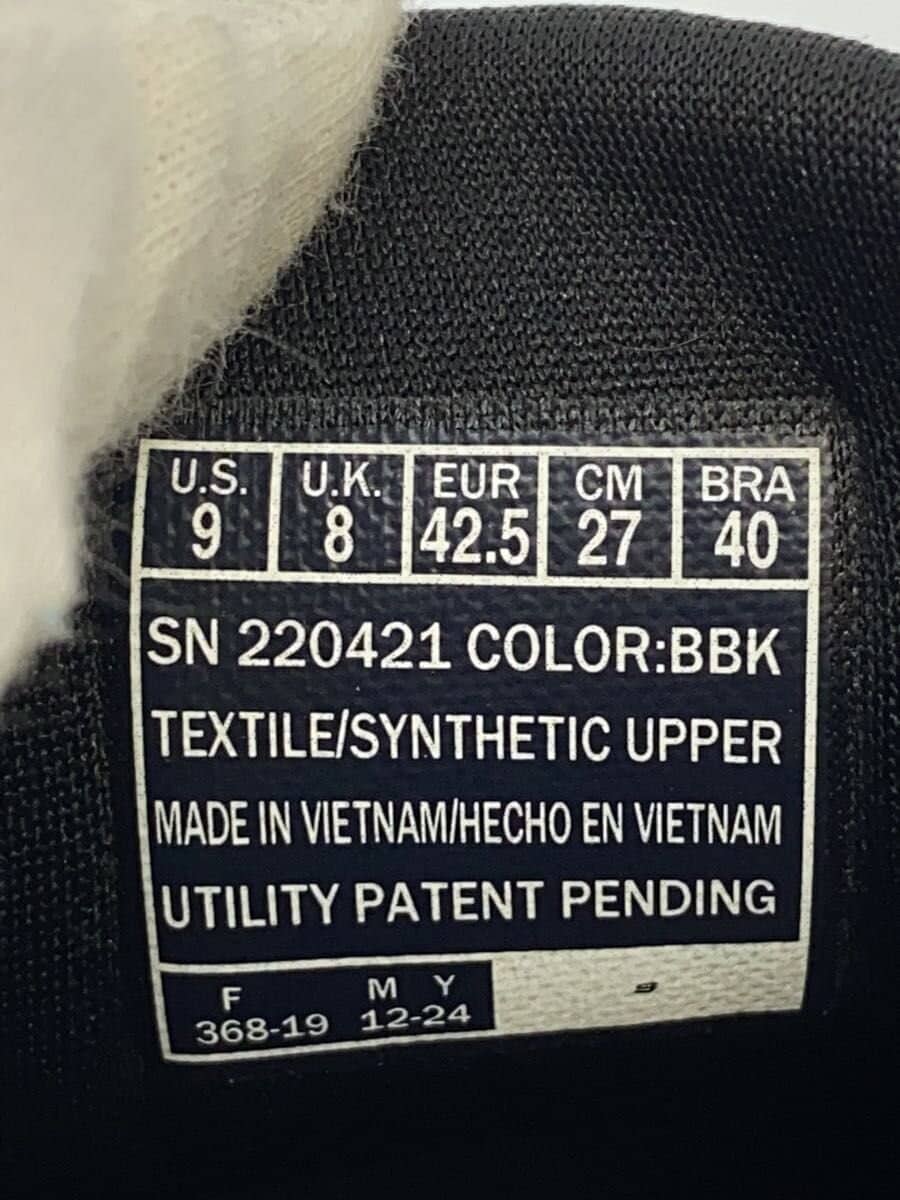 U.S. U.K. EUR CM BRA
9 8 42.5 27 40
SN 220421 COLOR:BBK
TEXTILE/SYNTHETIC UPPER
MADE IN VIETNAM/HECHO EN VIETNAM
UTILITY PATENT PENDING
F M Y
368-19 12-24